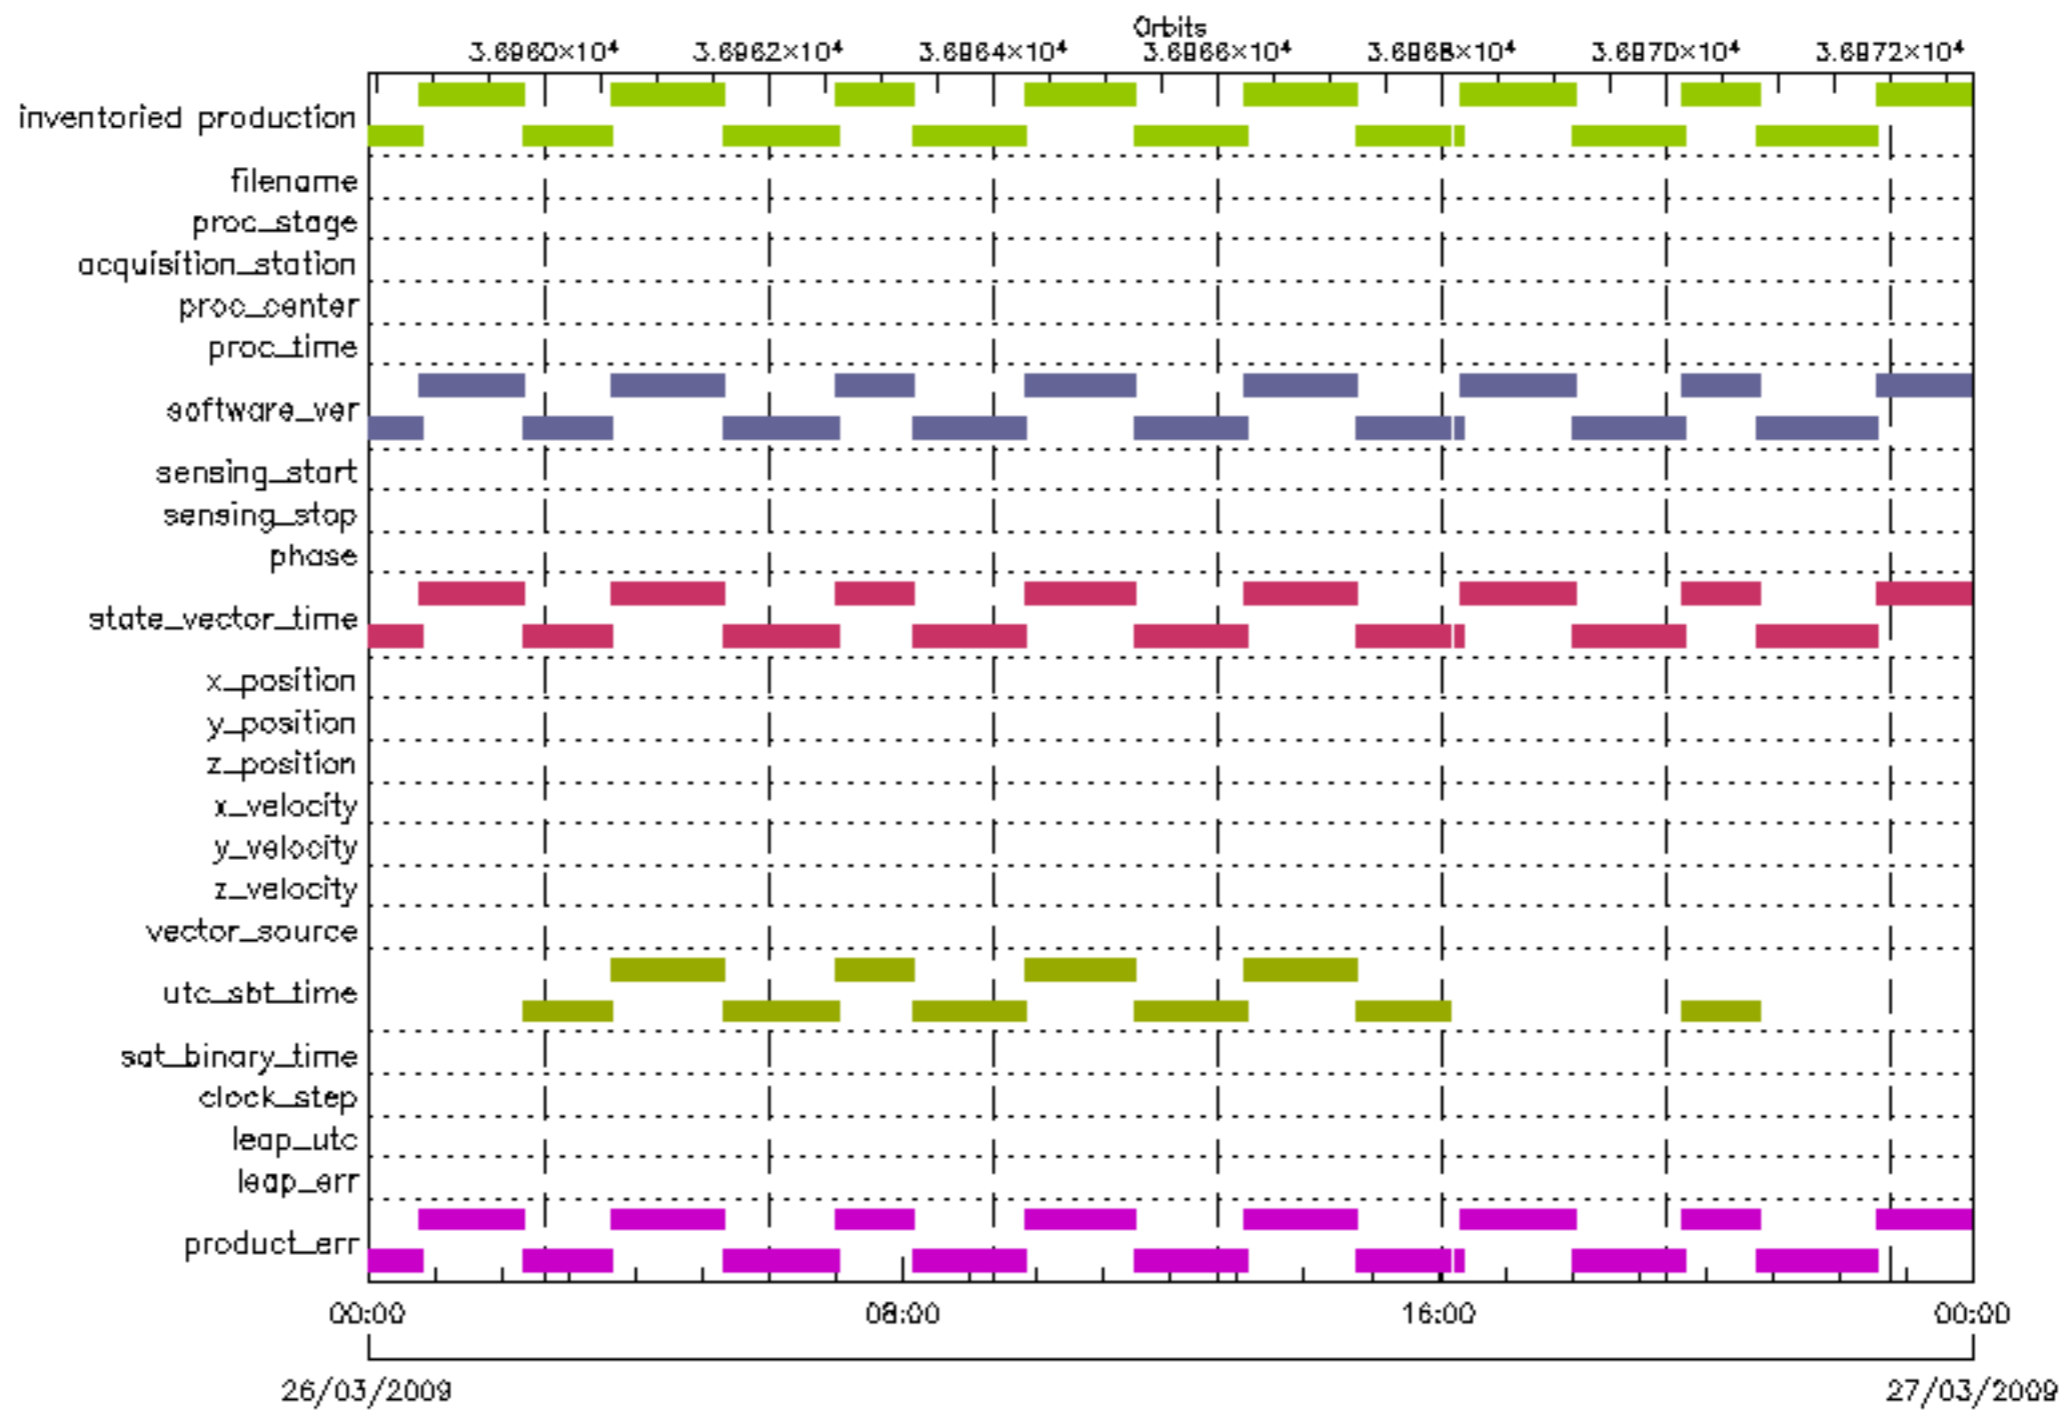 Orbits
3.6960×10⁴ 3.6962×10⁴ 3.6964×10⁴ 3.6966×10⁴ 3.6968×10⁴ 3.6970×10⁴ 3.6972×10⁴
inventoried production
filename
proc_stage
acquisition_station
proc_center
proc_time
software_ver
sensing_start
sensing_stop
phase
state_vector_time
x_position
y_position
z_position
x_velocity
y_velocity
z_velocity
vector_source
utc_sbt_time
sat_binary_time
clock_step
leap_utc
leap_err
product_err
00:00 08:00 16:00 00:00
26/03/2009 27/03/2009